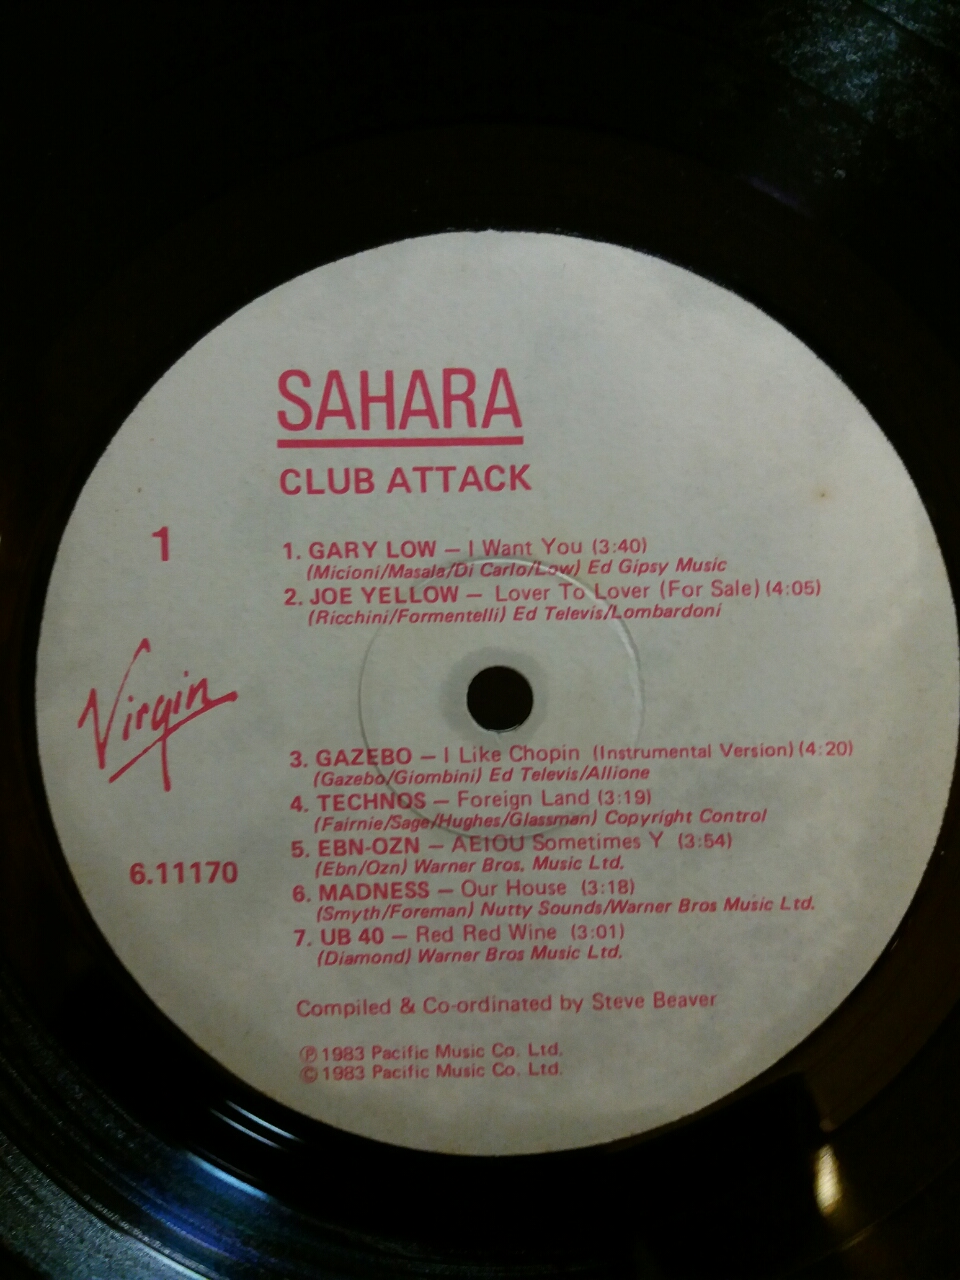 SAHARA
CLUB ATTACK
1
1. GARY LOW — I Want You (3:40)
(Micioni/Masala/Di Carlo/Low) Ed Gipsy Music
2. JOE YELLOW — Lover To Lover (For Sale) (4:05)
(Ricchini/Formentelli) Ed Televis/Lombardoni
Virgin
3. GAZEBO — I Like Chopin (Instrumental Version) (4:20)
(Gazebo/Giombini) Ed Televis/Allione
4. TECHNOS — Foreign Land (3:19)
(Fairnie/Sage/Hughes/Glassman) Copyright Control
5. EBN-OZN — AEIOU Sometimes Y (3:54)
(Ebn/Ozn) Warner Bros. Music Ltd.
6.11170
6. MADNESS — Our House (3:18)
(Smyth/Foreman) Nutty Sounds/Warner Bros Music Ltd.
7. UB 40 — Red Red Wine (3:01)
(Diamond) Warner Bros Music Ltd.
Compiled & Co-ordinated by Steve Beaver
℗ 1983 Pacific Music Co. Ltd.
© 1983 Pacific Music Co. Ltd.